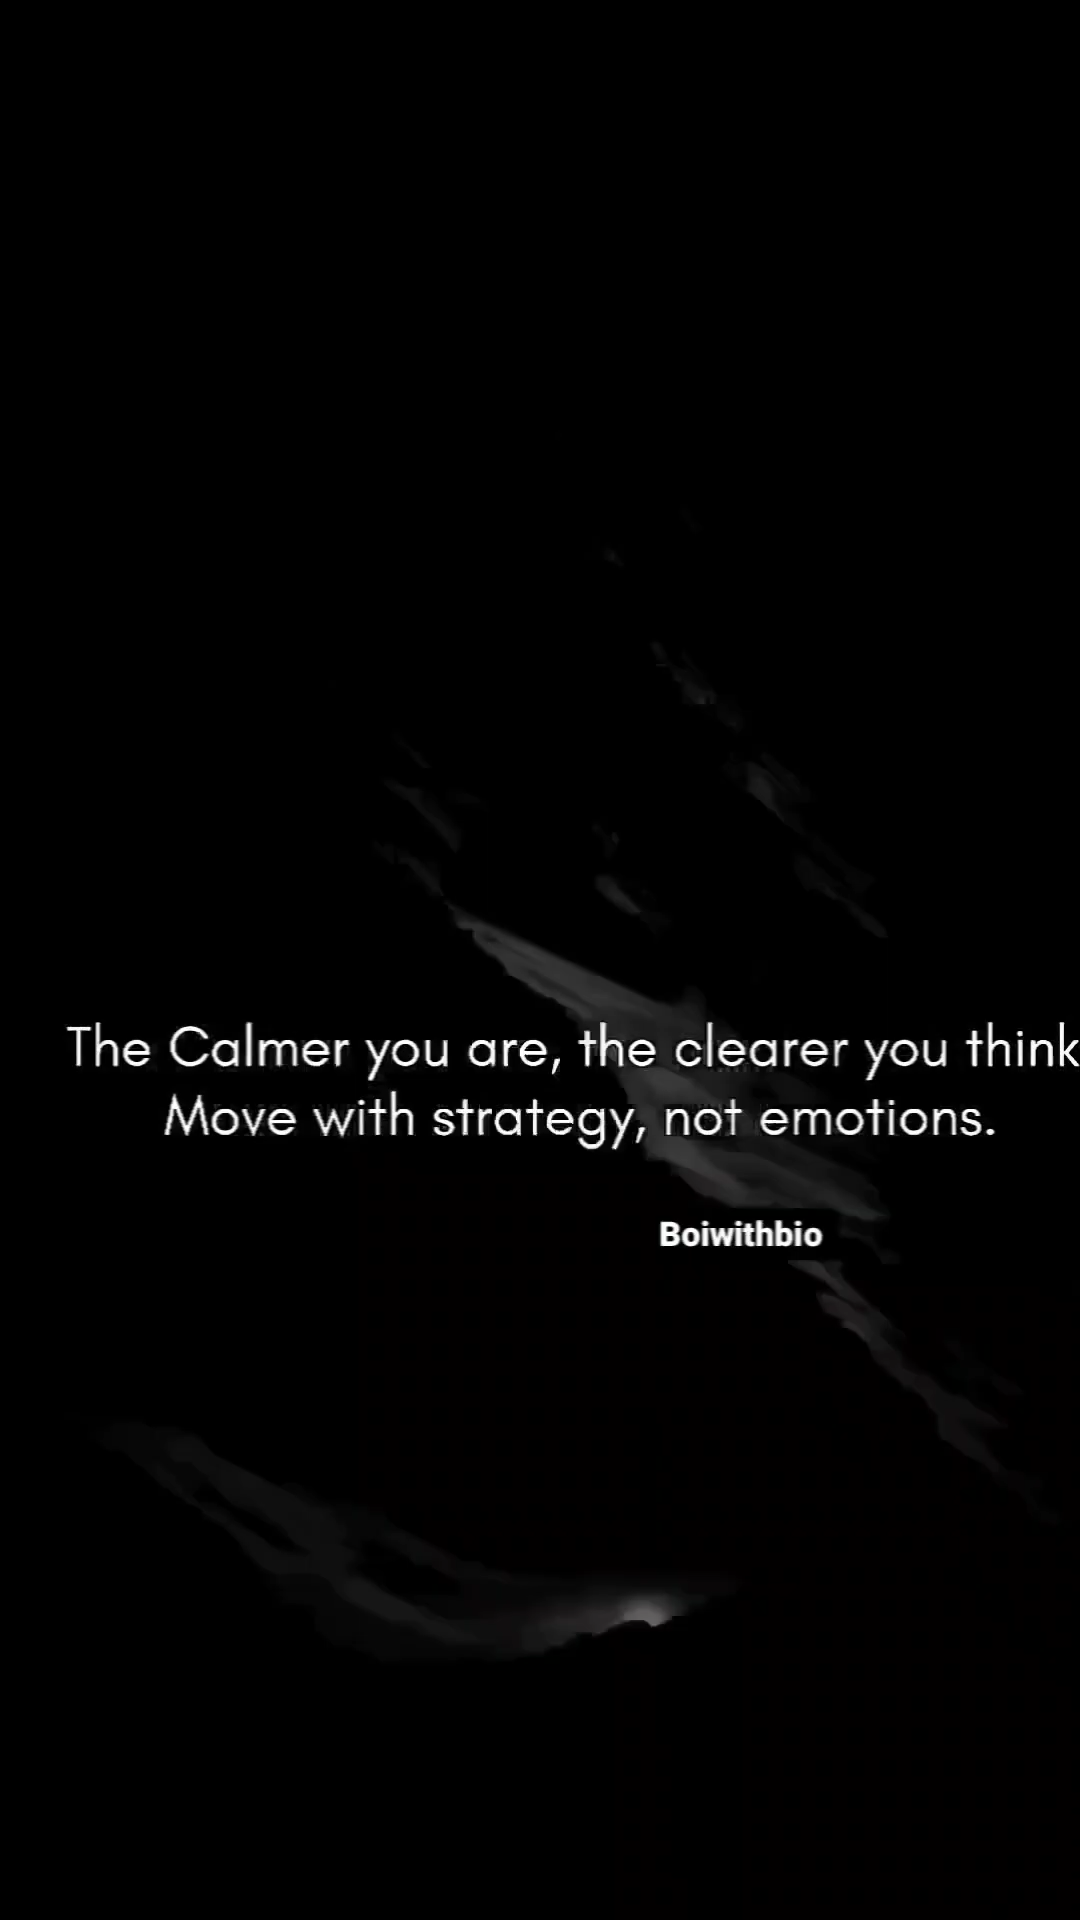 The Calmer you are, the clearer you think
Move with strategy, not emotions.
Boiwithbio